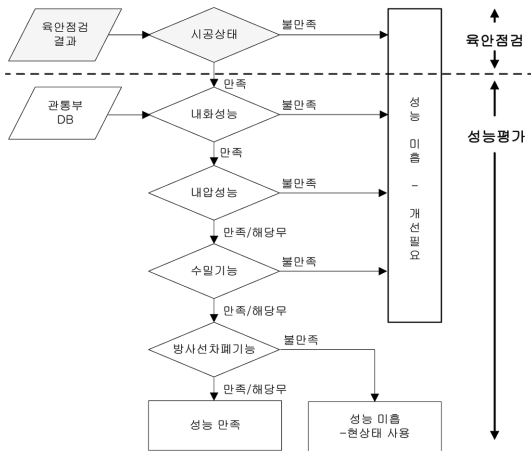 육안점검
결과
시공상태
불만족
육안점검
만족
관통부
DB
내화성능
불만족
성능 미흡 - 개선필요
성능평가
만족
내압성능
불만족
만족/해당무
수밀기능
불만족
만족/해당무
방사선차폐기능
불만족
만족/해당무
성능 만족
성능 미흡
-현상태 사용